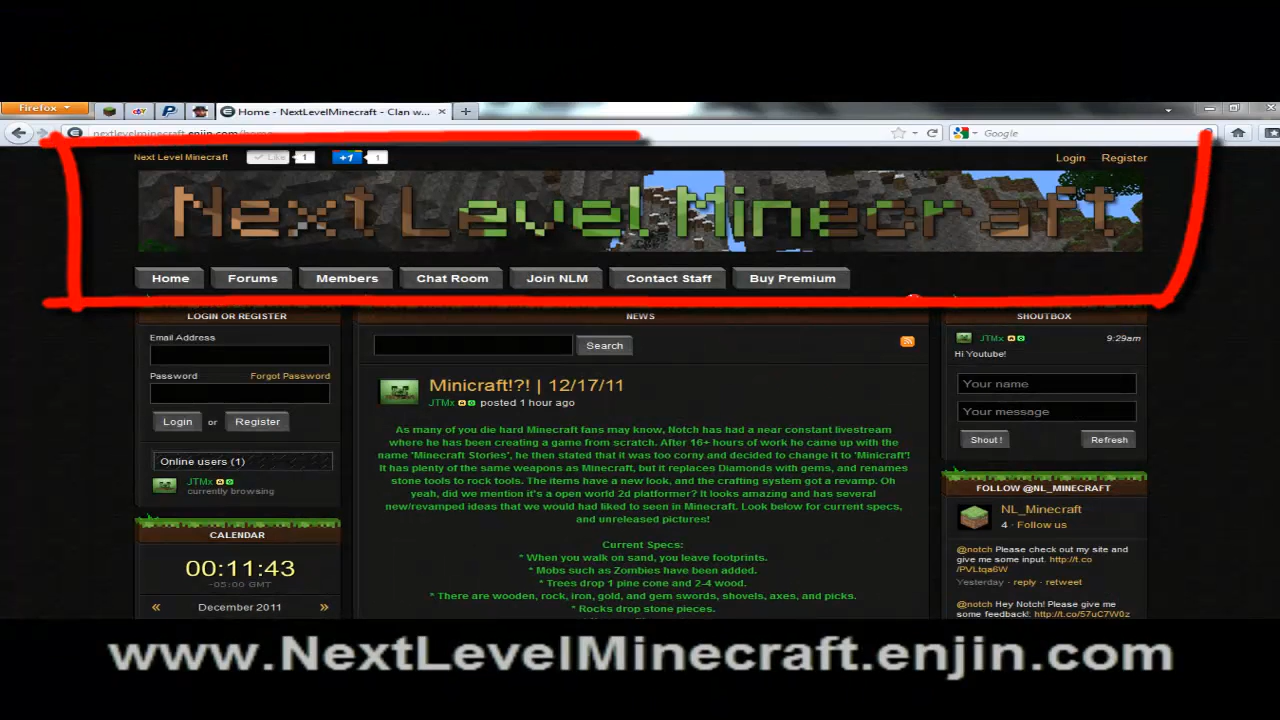 Firefox
Home - NextLevelMinecraft - Clan w...
nextlevelminecraft.enjin.com/home
Google
Next Level Minecraft
Like 1
+1 1
Login Register
Next Level Minecraft
Home Forums Members Chat Room Join NLM Contact Staff Buy Premium
LOGIN OR REGISTER
Email Address
Password Forgot Password
Login or Register
Online users (1)
JTMx
currently browsing
CALENDAR
00:11:43
-05:00 GMT
« December 2011 »
NEWS
Search
Minicraft!?! | 12/17/11
JTMx posted 1 hour ago
As many of you die hard Minecraft fans may know, Notch has had a near constant livestream
where he has been creating a game from scratch. After 16+ hours of work he came up with the
name 'Minecraft Stories', he then stated that it was too corny and decided to change it to 'Minicraft'!
It has plenty of the same weapons as Minecraft, but it replaces Diamonds with gems, and renames
stone tools to rock tools. The items have a new look, and the crafting system got a revamp. Oh
yeah, did we mention it's a open world 2d platformer? It looks amazing and has several
new/revamped ideas that we would had liked to seen in Minecraft. Look below for current specs,
and unreleased pictures!
Current Specs:
* When you walk on sand, you leave footprints.
* Mobs such as Zombies have been added.
* Trees drop 1 pine cone and 2-4 wood.
* There are wooden, rock, iron, gold, and gem swords, shovels, axes, and picks.
* Rocks drop stone pieces.
SHOUTBOX
JTMx 9:29am
Hi Youtube!
Your name
Your message
Shout ! Refresh
FOLLOW @NL_MINECRAFT
NL_Minecraft
4 · Follow us
@notch Please check out my site and
give me some input. http://t.co
/PVLtqa6W
Yesterday · reply · retweet
@notch Hey Notch! Please give me
some feedback!. http://t.co/57uC7W0z
www.NextLevelMinecraft.enjin.com